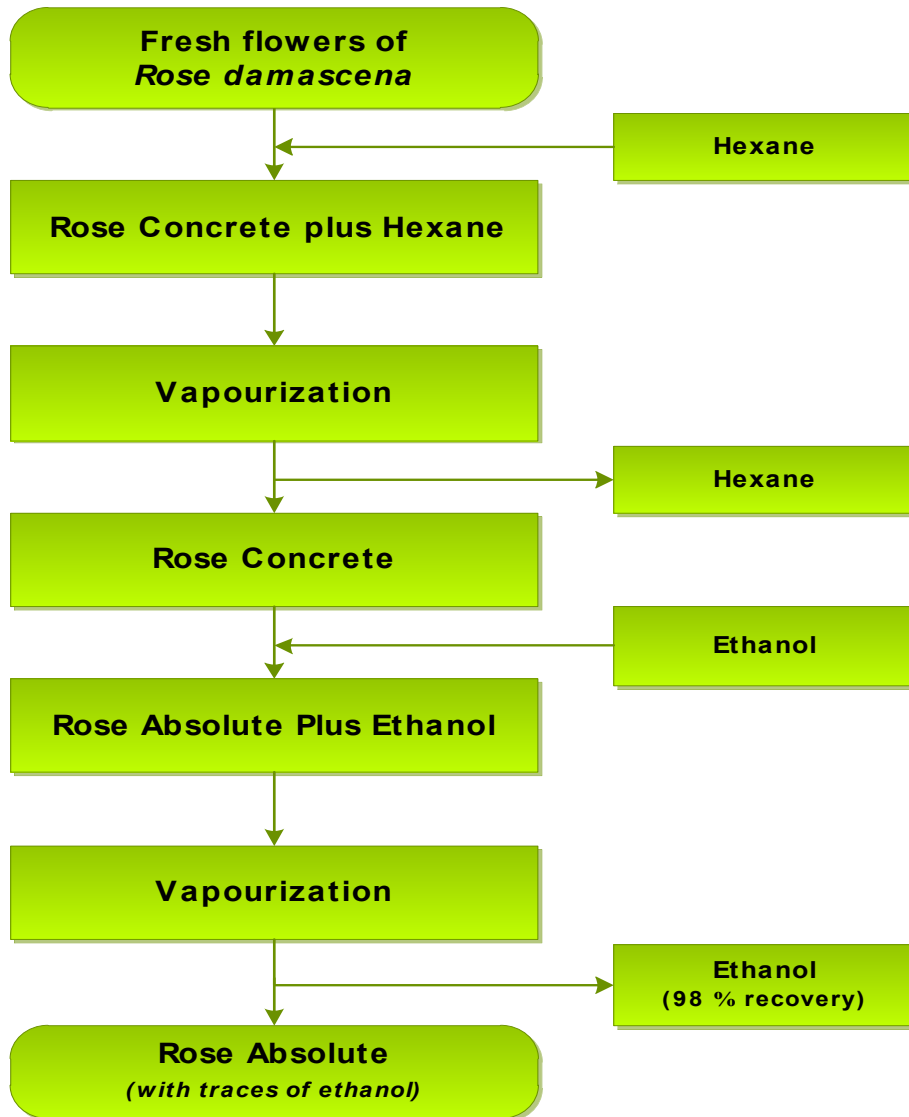 Fresh flowers of
Rose damascena
Hexane
Rose Concrete plus Hexane
Vapourization
Hexane
Rose Concrete
Ethanol
Rose Absolute Plus Ethanol
Vapourization
Ethanol
(98 % recovery)
Rose Absolute
(with traces of ethanol)